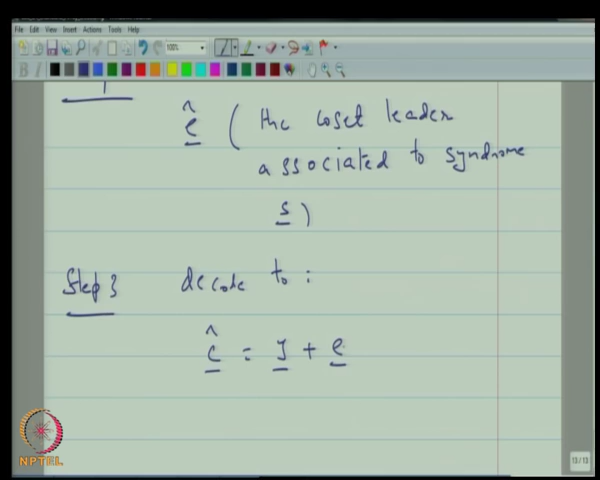 File Edit View Insert Actions Tools Help
100%
ê ( the coset leader
associated to syndrome
s )
Step 3 decode to :
ĉ = y + e
NPTEL
13/13